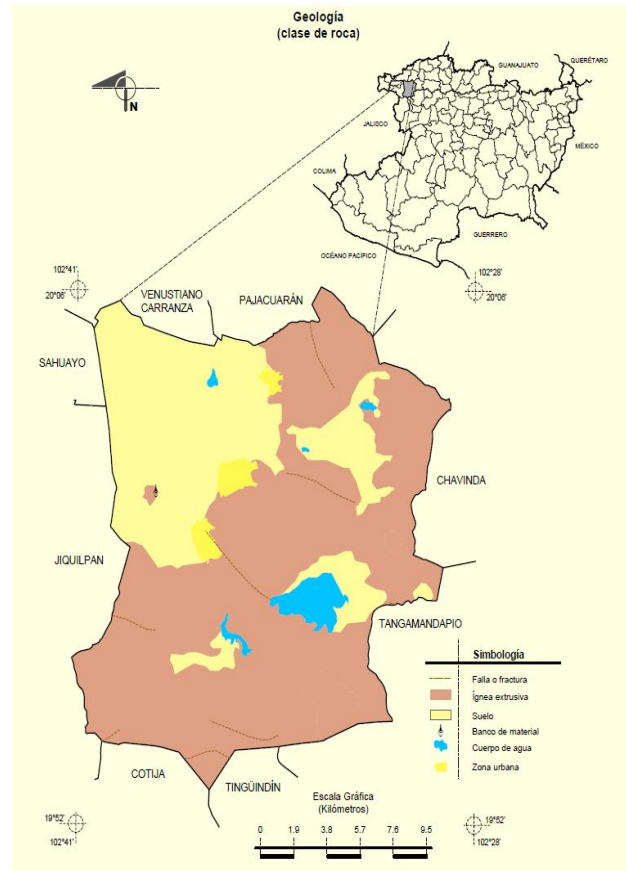 Geología
(clase de roca)
N
GUANAJUATO
QUERÉTARO
JALISCO
MÉXICO
COLIMA
GUERRERO
OCÉANO PACÍFICO
102°41'
20°06'
102°28'
20°06'
VENUSTIANO
CARRANZA
PAJACUARÁN
SAHUAYO
CHAVINDA
JIQUILPAN
TANGAMANDAPIO
COTIJA
TINGÜINDÍN
Simbología
Falla o fractura
Ígnea extrusiva
Suelo
Banco de material
Cuerpo de agua
Zona urbana
Escala Gráfica
(Kilómetros)
0 1.9 3.8 5.7 7.6 9.5
19°52'
102°41'
19°52'
102°28'